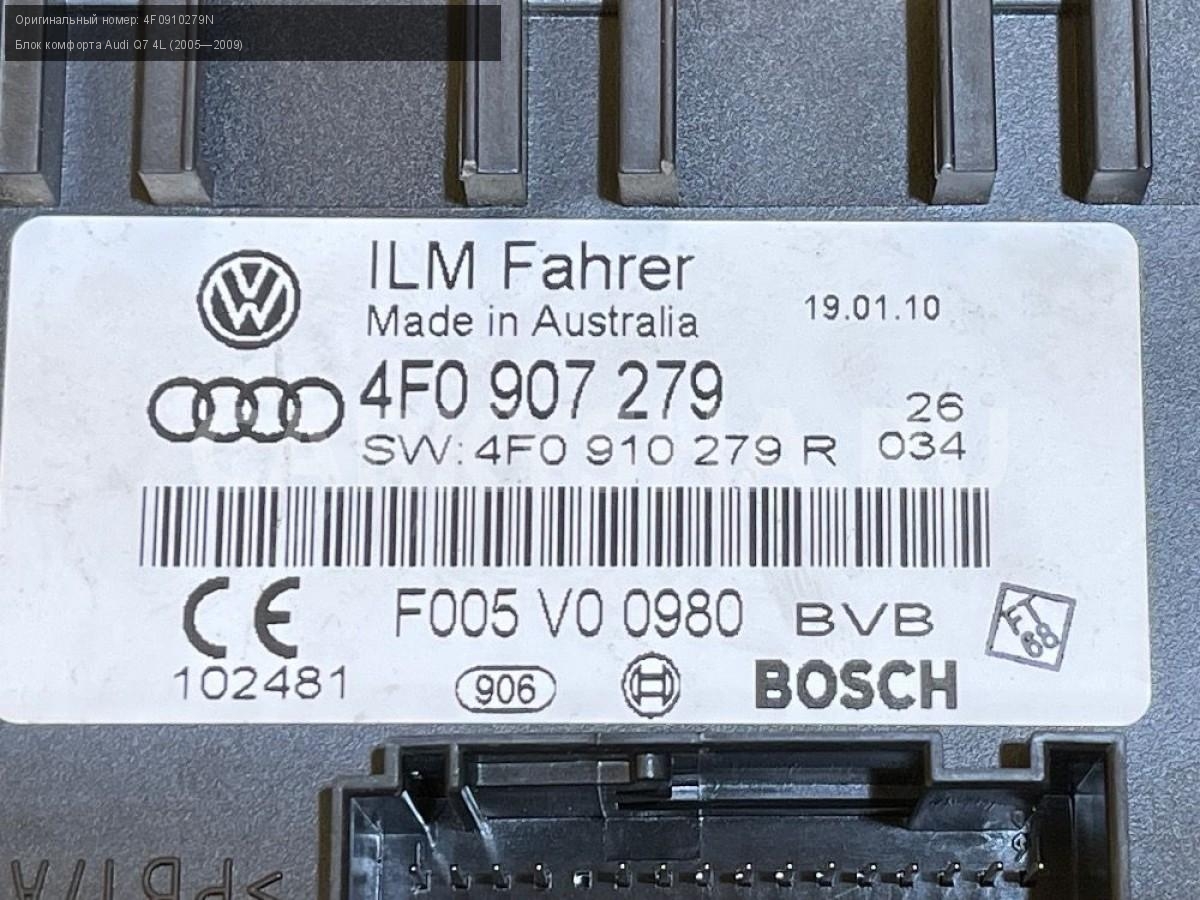 Оригинальный номер: 4F0910279N
Блок комфорта Audi Q7 4L (2005—2009)
ILM Fahrer
Made in Australia
19.01.10
4F0 907 279
26
SW: 4F0 910 279 R 034
F005 V0 0980 BVB
FT
68
102481
906
BOSCH
>PBT/A